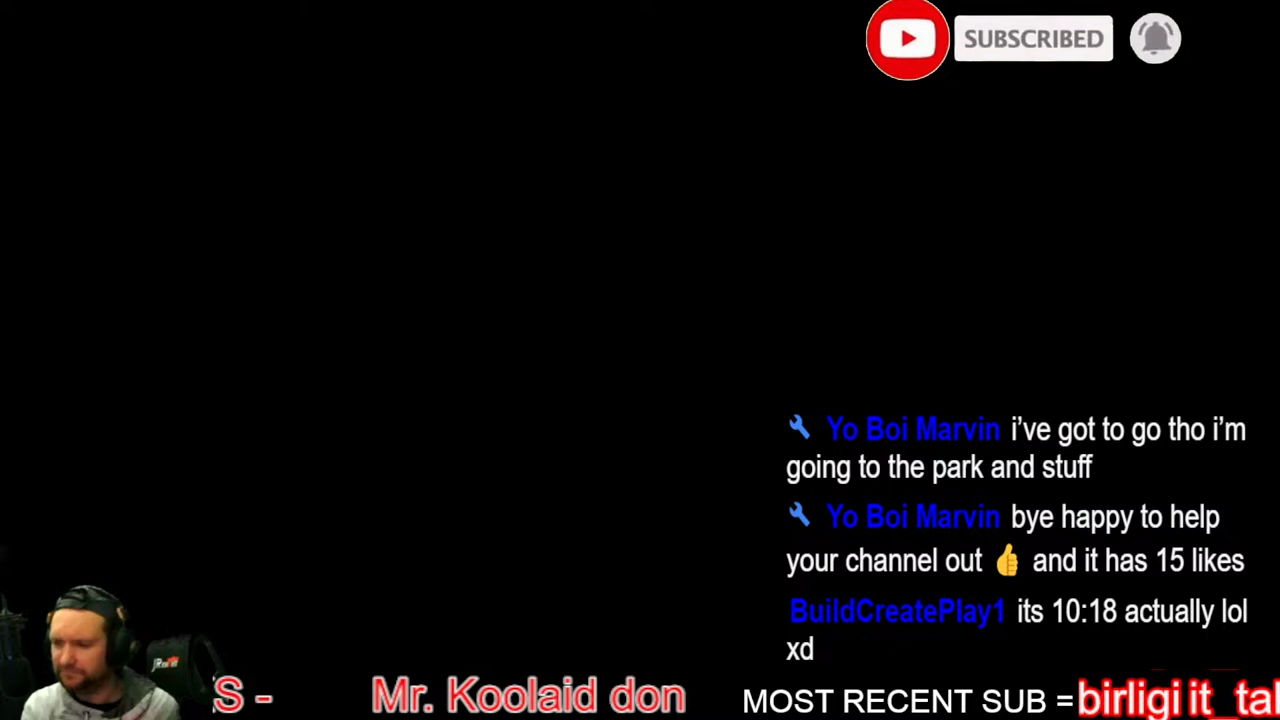 SUBSCRIBED
Yo Boi Marvin i've got to go tho i'm
going to the park and stuff
Yo Boi Marvin bye happy to help
your channel out 👍 and it has 15 likes
BuildCreatePlay1 its 10:18 actually lol
xd
S - Mr. Koolaid don
MOST RECENT SUB = birligi it_tal